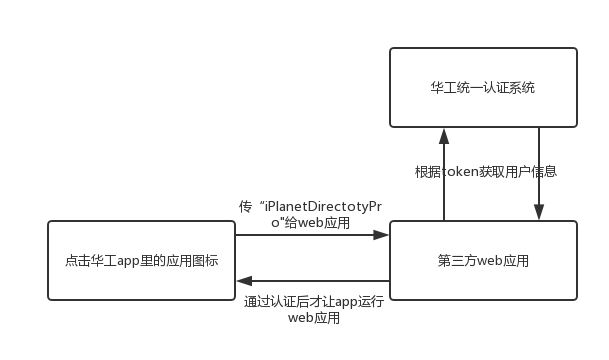 华工统一认证系统
根据token获取用户信息
传“iPlanetDirectotyPr
o"给web应用
点击华工app里的应用图标
第三方web应用
通过认证后才让app运行
web应用